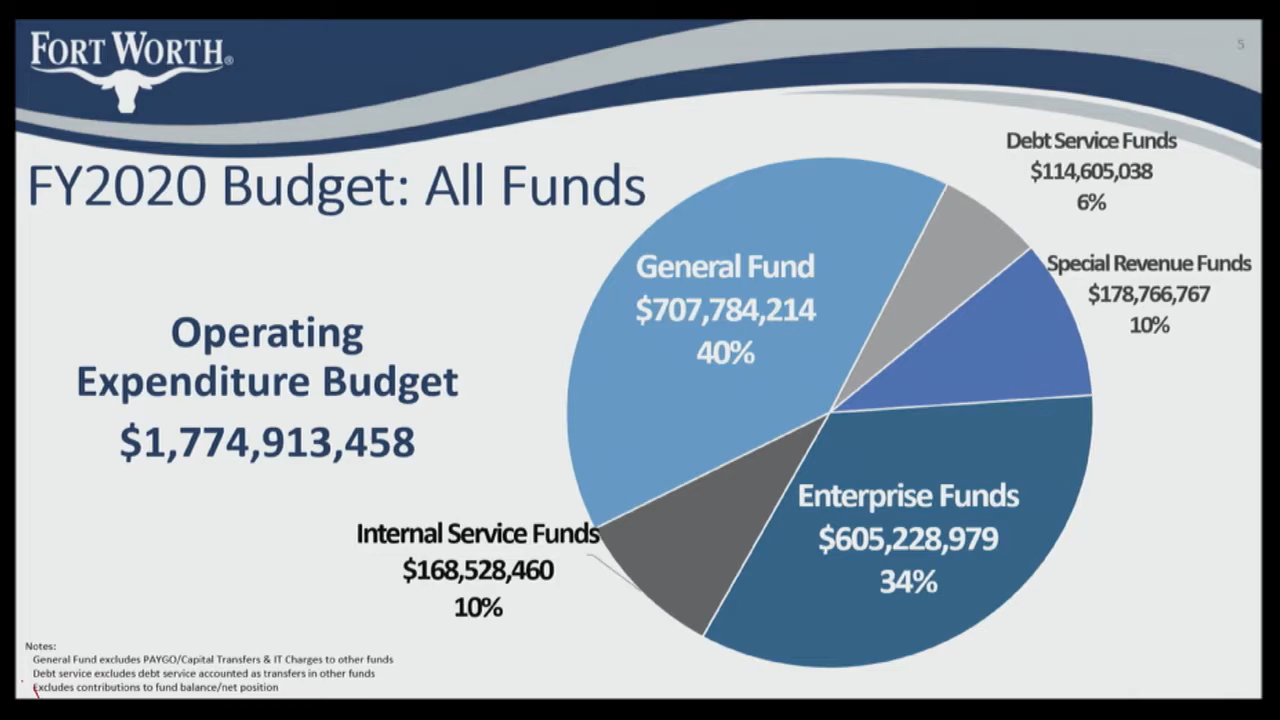 5
FORT WORTH®
FY2020 Budget: All Funds
Operating
Expenditure Budget
$1,774,913,458
General Fund
$707,784,214
40%
Debt Service Funds
$114,605,038
6%
Special Revenue Funds
$178,766,767
10%
Enterprise Funds
$605,228,979
34%
Internal Service Funds
$168,528,460
10%
Notes:
General Fund excludes PAYGO/Capital Transfers & IT Charges to other funds
Debt service excludes debt service accounted as transfers in other funds
Excludes contributions to fund balance/net position